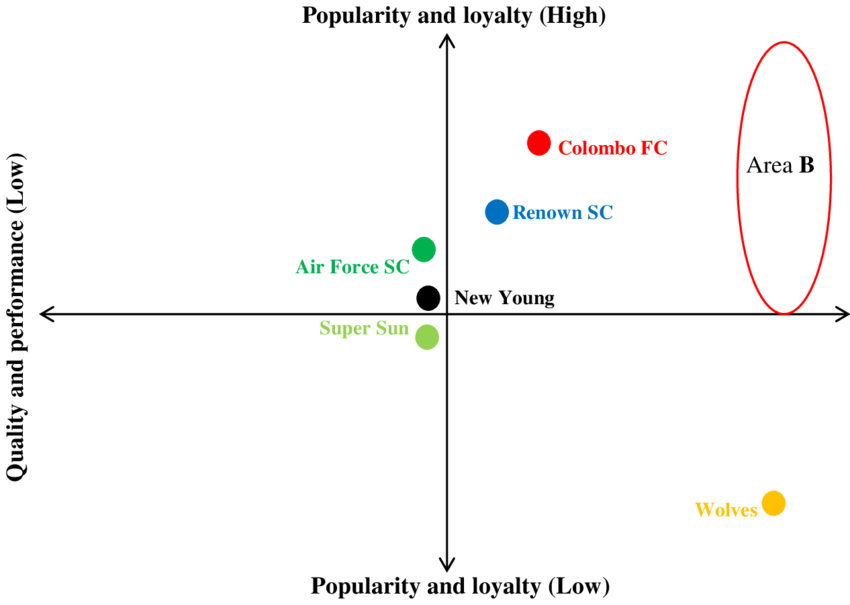 Popularity and loyalty (High)
Colombo FC
Area B
Renown SC
Air Force SC
New Young
Super Sun
Quality and performance (Low)
Wolves
Popularity and loyalty (Low)